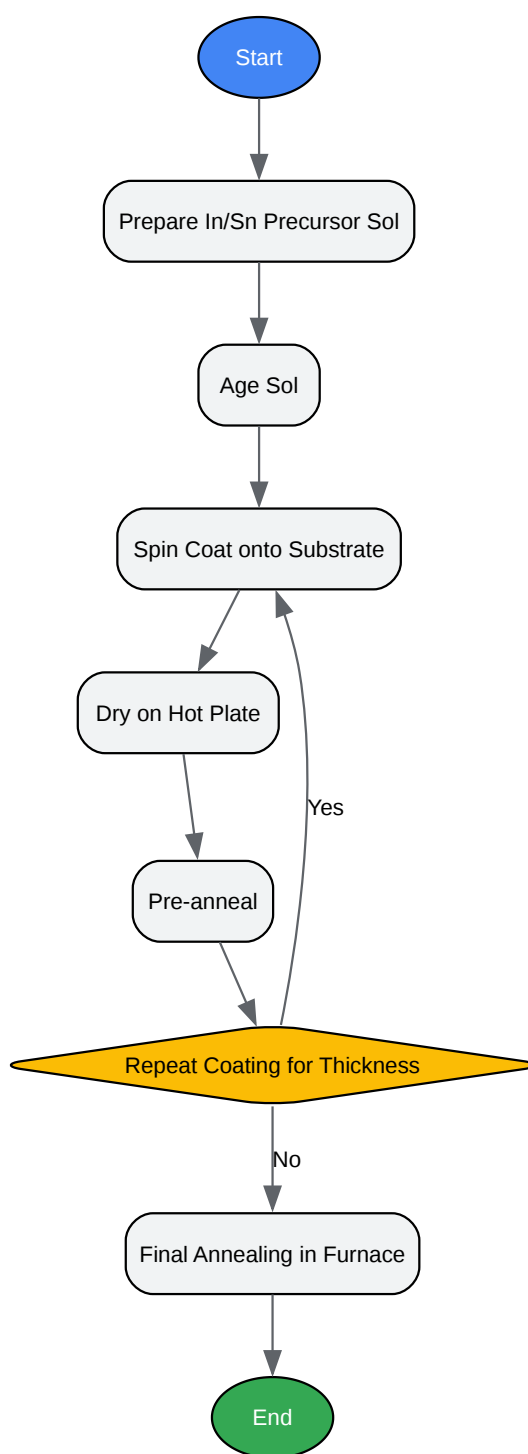 Start
Prepare In/Sn Precursor Sol
Age Sol
Spin Coat onto Substrate
Dry on Hot Plate
Yes
Pre-anneal
Repeat Coating for Thickness
No
Final Annealing in Furnace
End